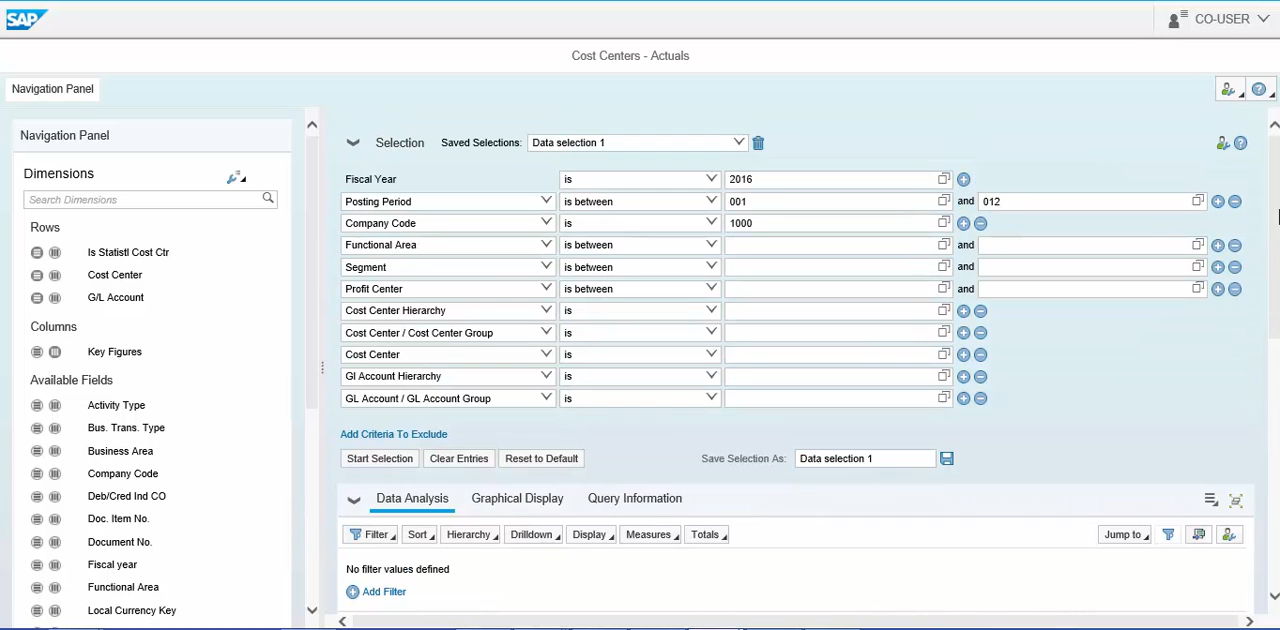 SAP
CO-USER
Cost Centers - Actuals
Navigation Panel
Navigation Panel
Dimensions
Search Dimensions
Rows
Is Statistl Cost Ctr
Cost Center
G/L Account
Columns
Key Figures
Available Fields
Activity Type
Bus. Trans. Type
Business Area
Company Code
Deb/Cred Ind CO
Doc. Item No.
Document No.
Fiscal year
Functional Area
Local Currency Key
Selection Saved Selections: Data selection 1
Fiscal Year is 2016
Posting Period is between 001 and 012
Company Code is 1000
Functional Area is between and
Segment is between and
Profit Center is between and
Cost Center Hierarchy is
Cost Center / Cost Center Group is
Cost Center is
Gl Account Hierarchy is
GL Account / GL Account Group is
Add Criteria To Exclude
Start Selection Clear Entries Reset to Default Save Selection As: Data selection 1
Data Analysis Graphical Display Query Information
Filter Sort Hierarchy Drilldown Display Measures Totals Jump to
No filter values defined
Add Filter